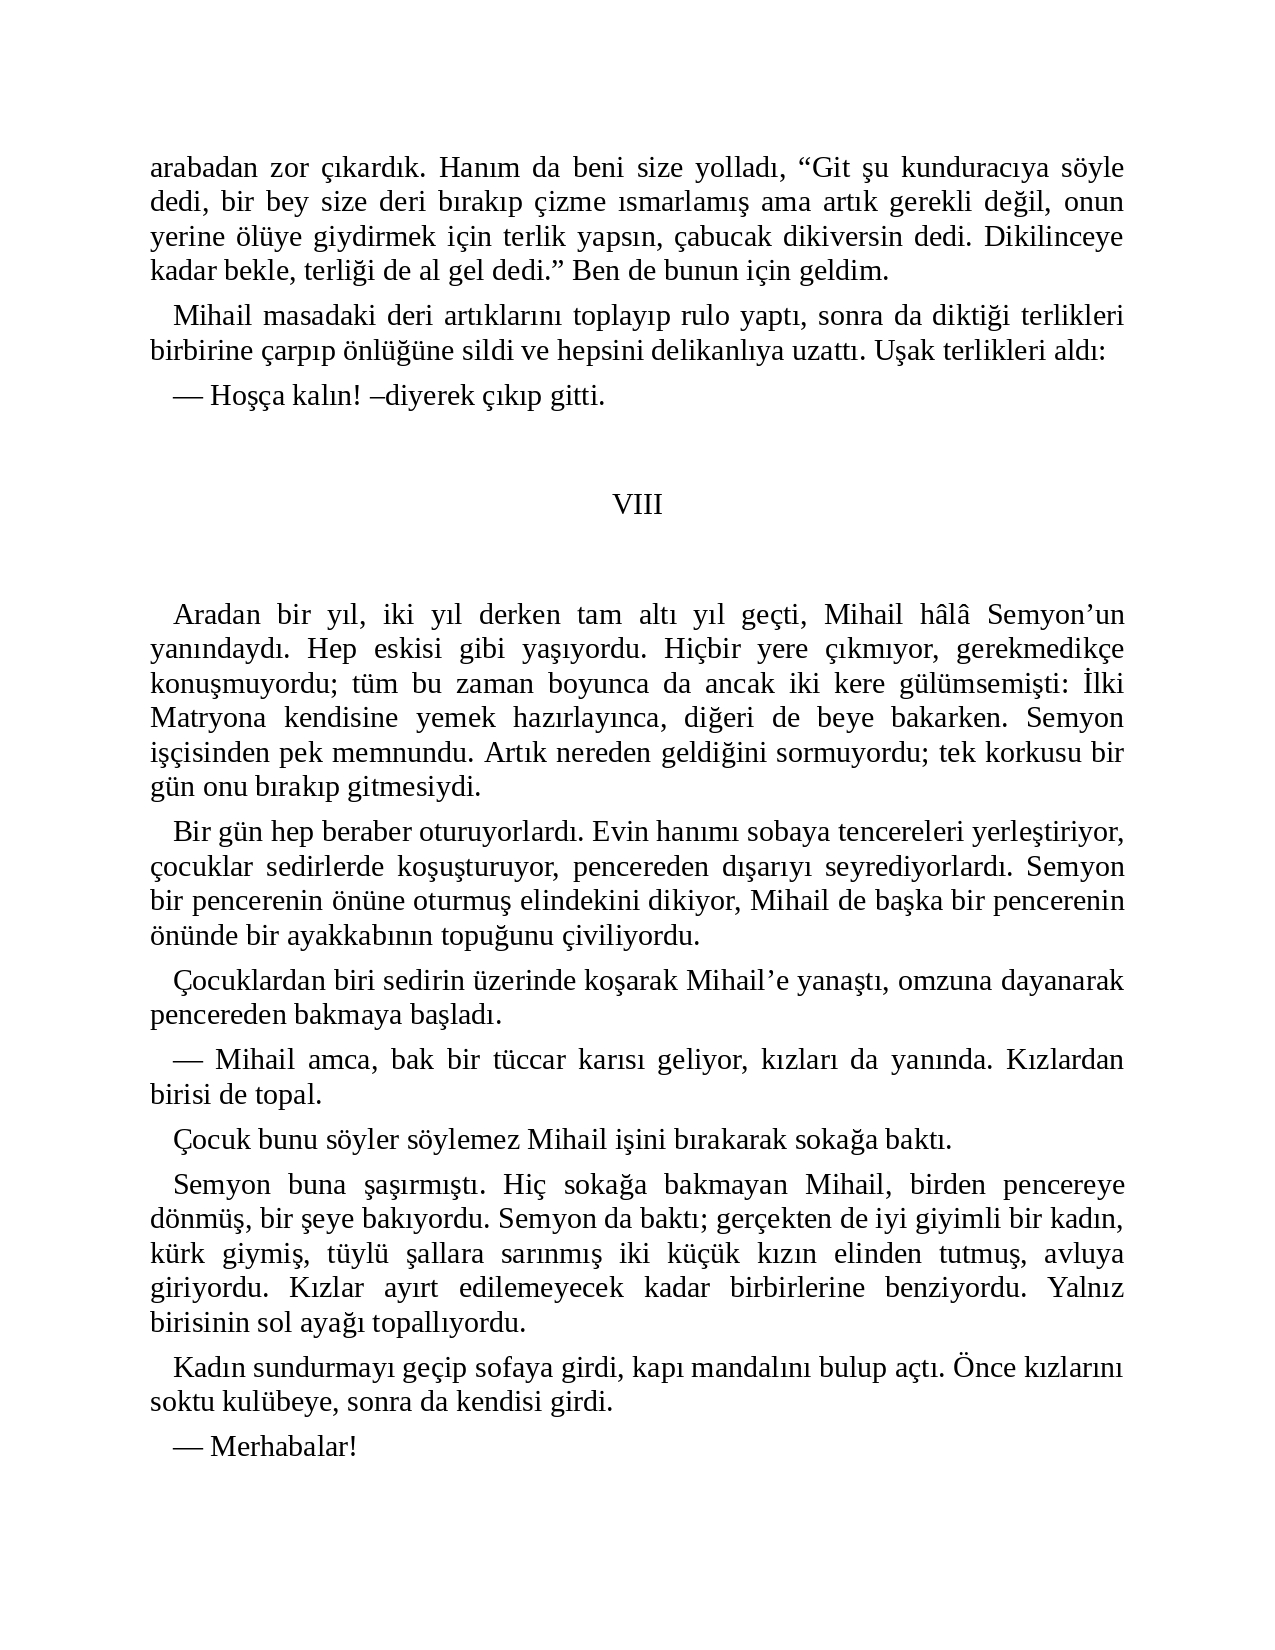 arabadan zor çıkardık. Hanım da beni size yolladı, “Git şu kunduracıya söyle
dedi, bir bey size deri bırakıp çizme ısmarlamış ama artık gerekli değil, onun
yerine ölüye giydirmek için terlik yapsın, çabucak dikiversin dedi. Dikilinceye
kadar bekle, terliği de al gel dedi.” Ben de bunun için geldim.
Mihail masadaki deri artıklarını toplayıp rulo yaptı, sonra da diktiği terlikleri
birbirine çarpıp önlüğüne sildi ve hepsini delikanlıya uzattı. Uşak terlikleri aldı:
— Hoşça kalın! –diyerek çıkıp gitti.
VIII
Aradan bir yıl, iki yıl derken tam altı yıl geçti, Mihail hâlâ Semyon’un
yanındaydı. Hep eskisi gibi yaşıyordu. Hiçbir yere çıkmıyor, gerekmedikçe
konuşmuyordu; tüm bu zaman boyunca da ancak iki kere gülümsemişti: İlki
Matryona kendisine yemek hazırlayınca, diğeri de beye bakarken. Semyon
işçisinden pek memnundu. Artık nereden geldiğini sormuyordu; tek korkusu bir
gün onu bırakıp gitmesiydi.
Bir gün hep beraber oturuyorlardı. Evin hanımı sobaya tencereleri yerleştiriyor,
çocuklar sedirlerde koşuşturuyor, pencereden dışarıyı seyrediyorlardı. Semyon
bir pencerenin önüne oturmuş elindekini dikiyor, Mihail de başka bir pencerenin
önünde bir ayakkabının topuğunu çiviliyordu.
Çocuklardan biri sedirin üzerinde koşarak Mihail’e yanaştı, omzuna dayanarak
pencereden bakmaya başladı.
— Mihail amca, bak bir tüccar karısı geliyor, kızları da yanında. Kızlardan
birisi de topal.
Çocuk bunu söyler söylemez Mihail işini bırakarak sokağa baktı.
Semyon buna şaşırmıştı. Hiç sokağa bakmayan Mihail, birden pencereye
dönmüş, bir şeye bakıyordu. Semyon da baktı; gerçekten de iyi giyimli bir kadın,
kürk giymiş, tüylü şallara sarınmış iki küçük kızın elinden tutmuş, avluya
giriyordu. Kızlar ayırt edilemeyecek kadar birbirlerine benziyordu. Yalnız
birisinin sol ayağı topallıyordu.
Kadın sundurmayı geçip sofaya girdi, kapı mandalını bulup açtı. Önce kızlarını
soktu kulübeye, sonra da kendisi girdi.
— Merhabalar!